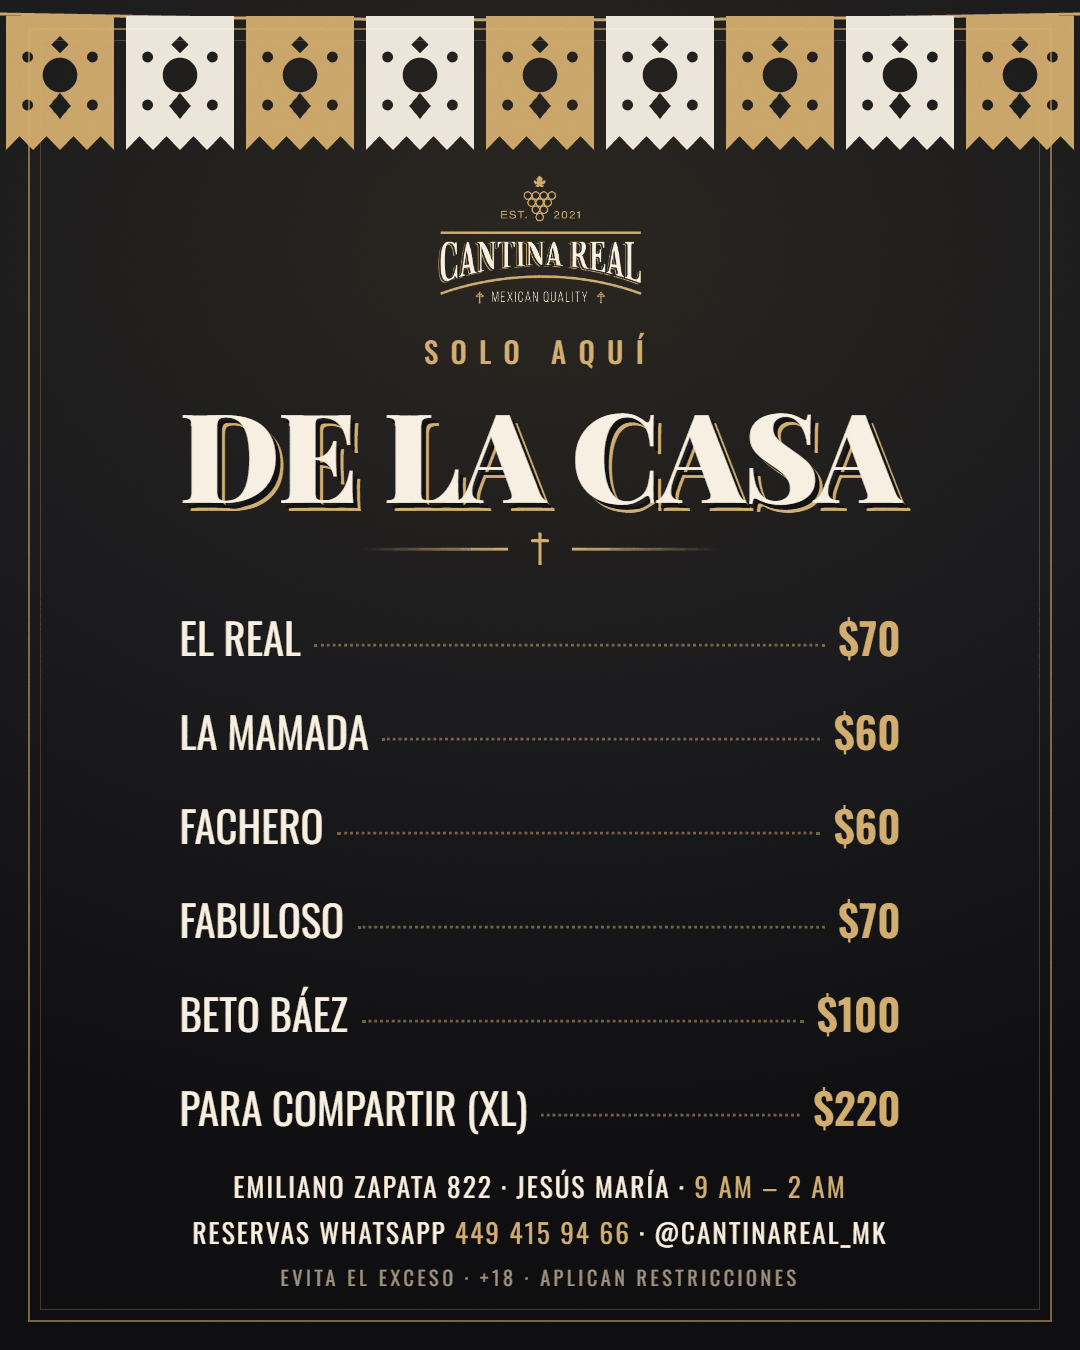 EST. 2021
CANTINA REAL
† MEXICAN QUALITY †
SOLO AQUÍ
DE LA CASA
†
EL REAL $70
LA MAMADA $60
FACHERO $60
FABULOSO $70
BETO BÁEZ $100
PARA COMPARTIR (XL) $220
EMILIANO ZAPATA 822 · JESÚS MARÍA · 9 AM – 2 AM
RESERVAS WHATSAPP 449 415 94 66 · @CANTINAREAL_MK
EVITA EL EXCESO · +18 · APLICAN RESTRICCIONES